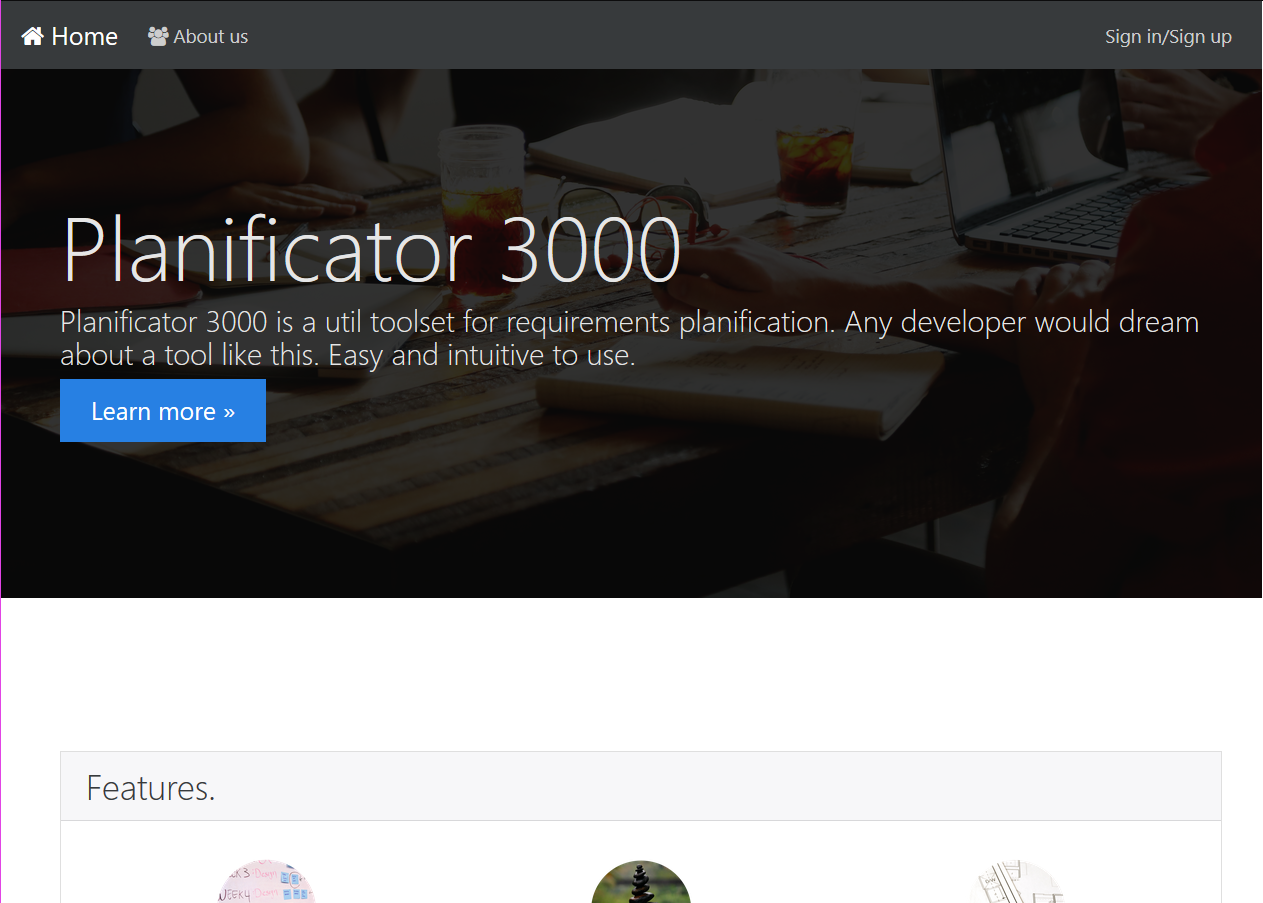 Home About us Sign in/Sign up
Planificator 3000
Planificator 3000 is a util toolset for requirements planification. Any developer would dream
about a tool like this. Easy and intuitive to use.
Learn more »
Features.
WEEK4